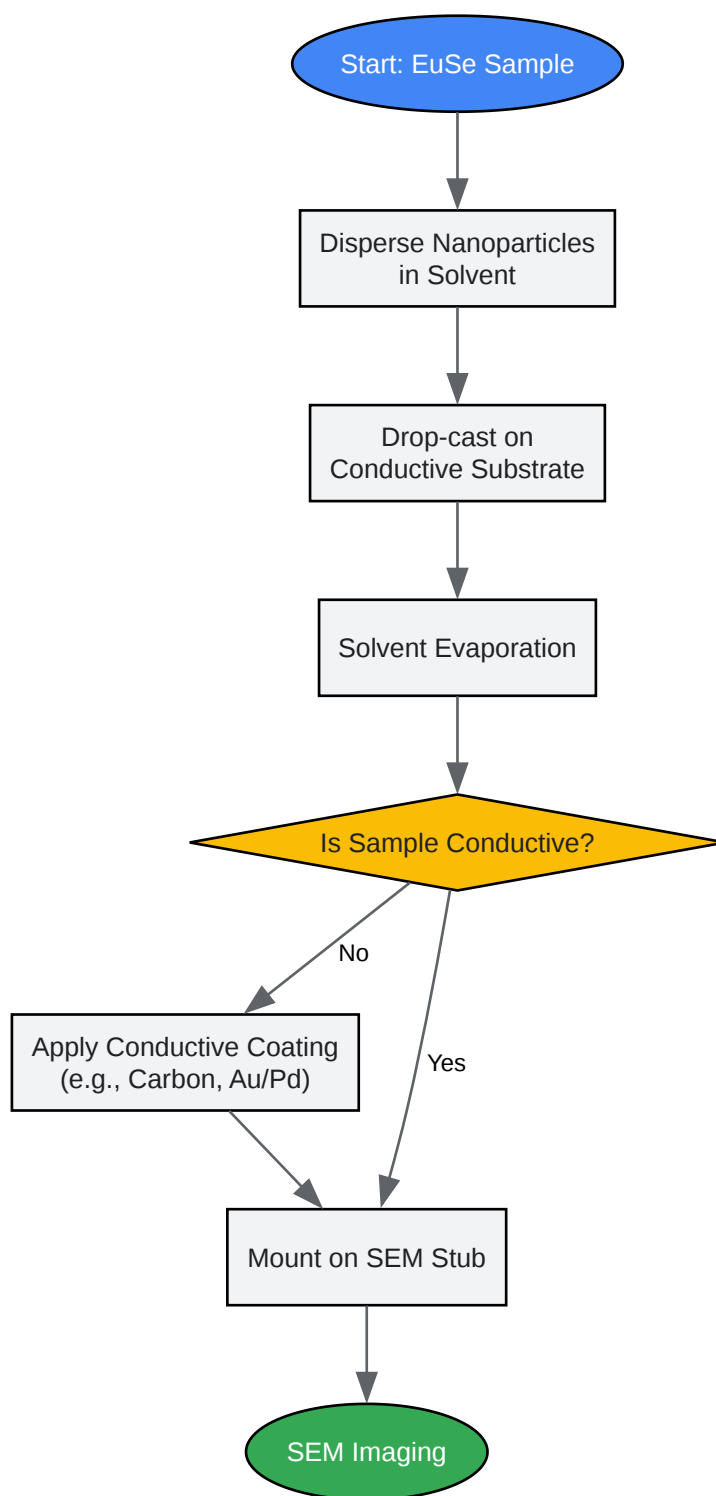 Start: EuSe Sample
Disperse Nanoparticles
in Solvent
Drop-cast on
Conductive Substrate
Solvent Evaporation
Is Sample Conductive?
No
Apply Conductive Coating
(e.g., Carbon, Au/Pd)
Yes
Mount on SEM Stub
SEM Imaging